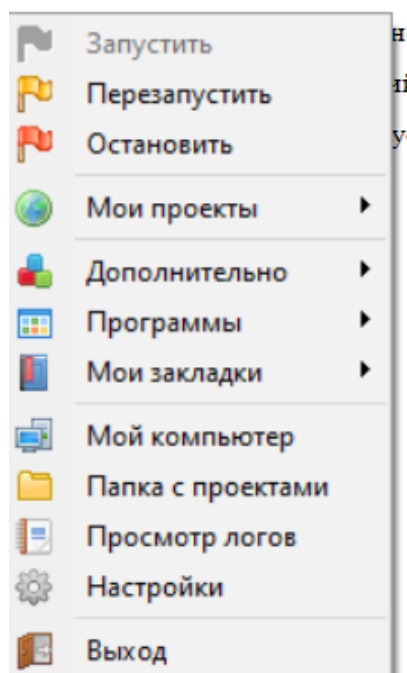 Запустить
Перезапустить
Остановить
Мои проекты
Дополнительно
Программы
Мои закладки
Мой компьютер
Папка с проектами
Просмотр логов
Настройки
Выход